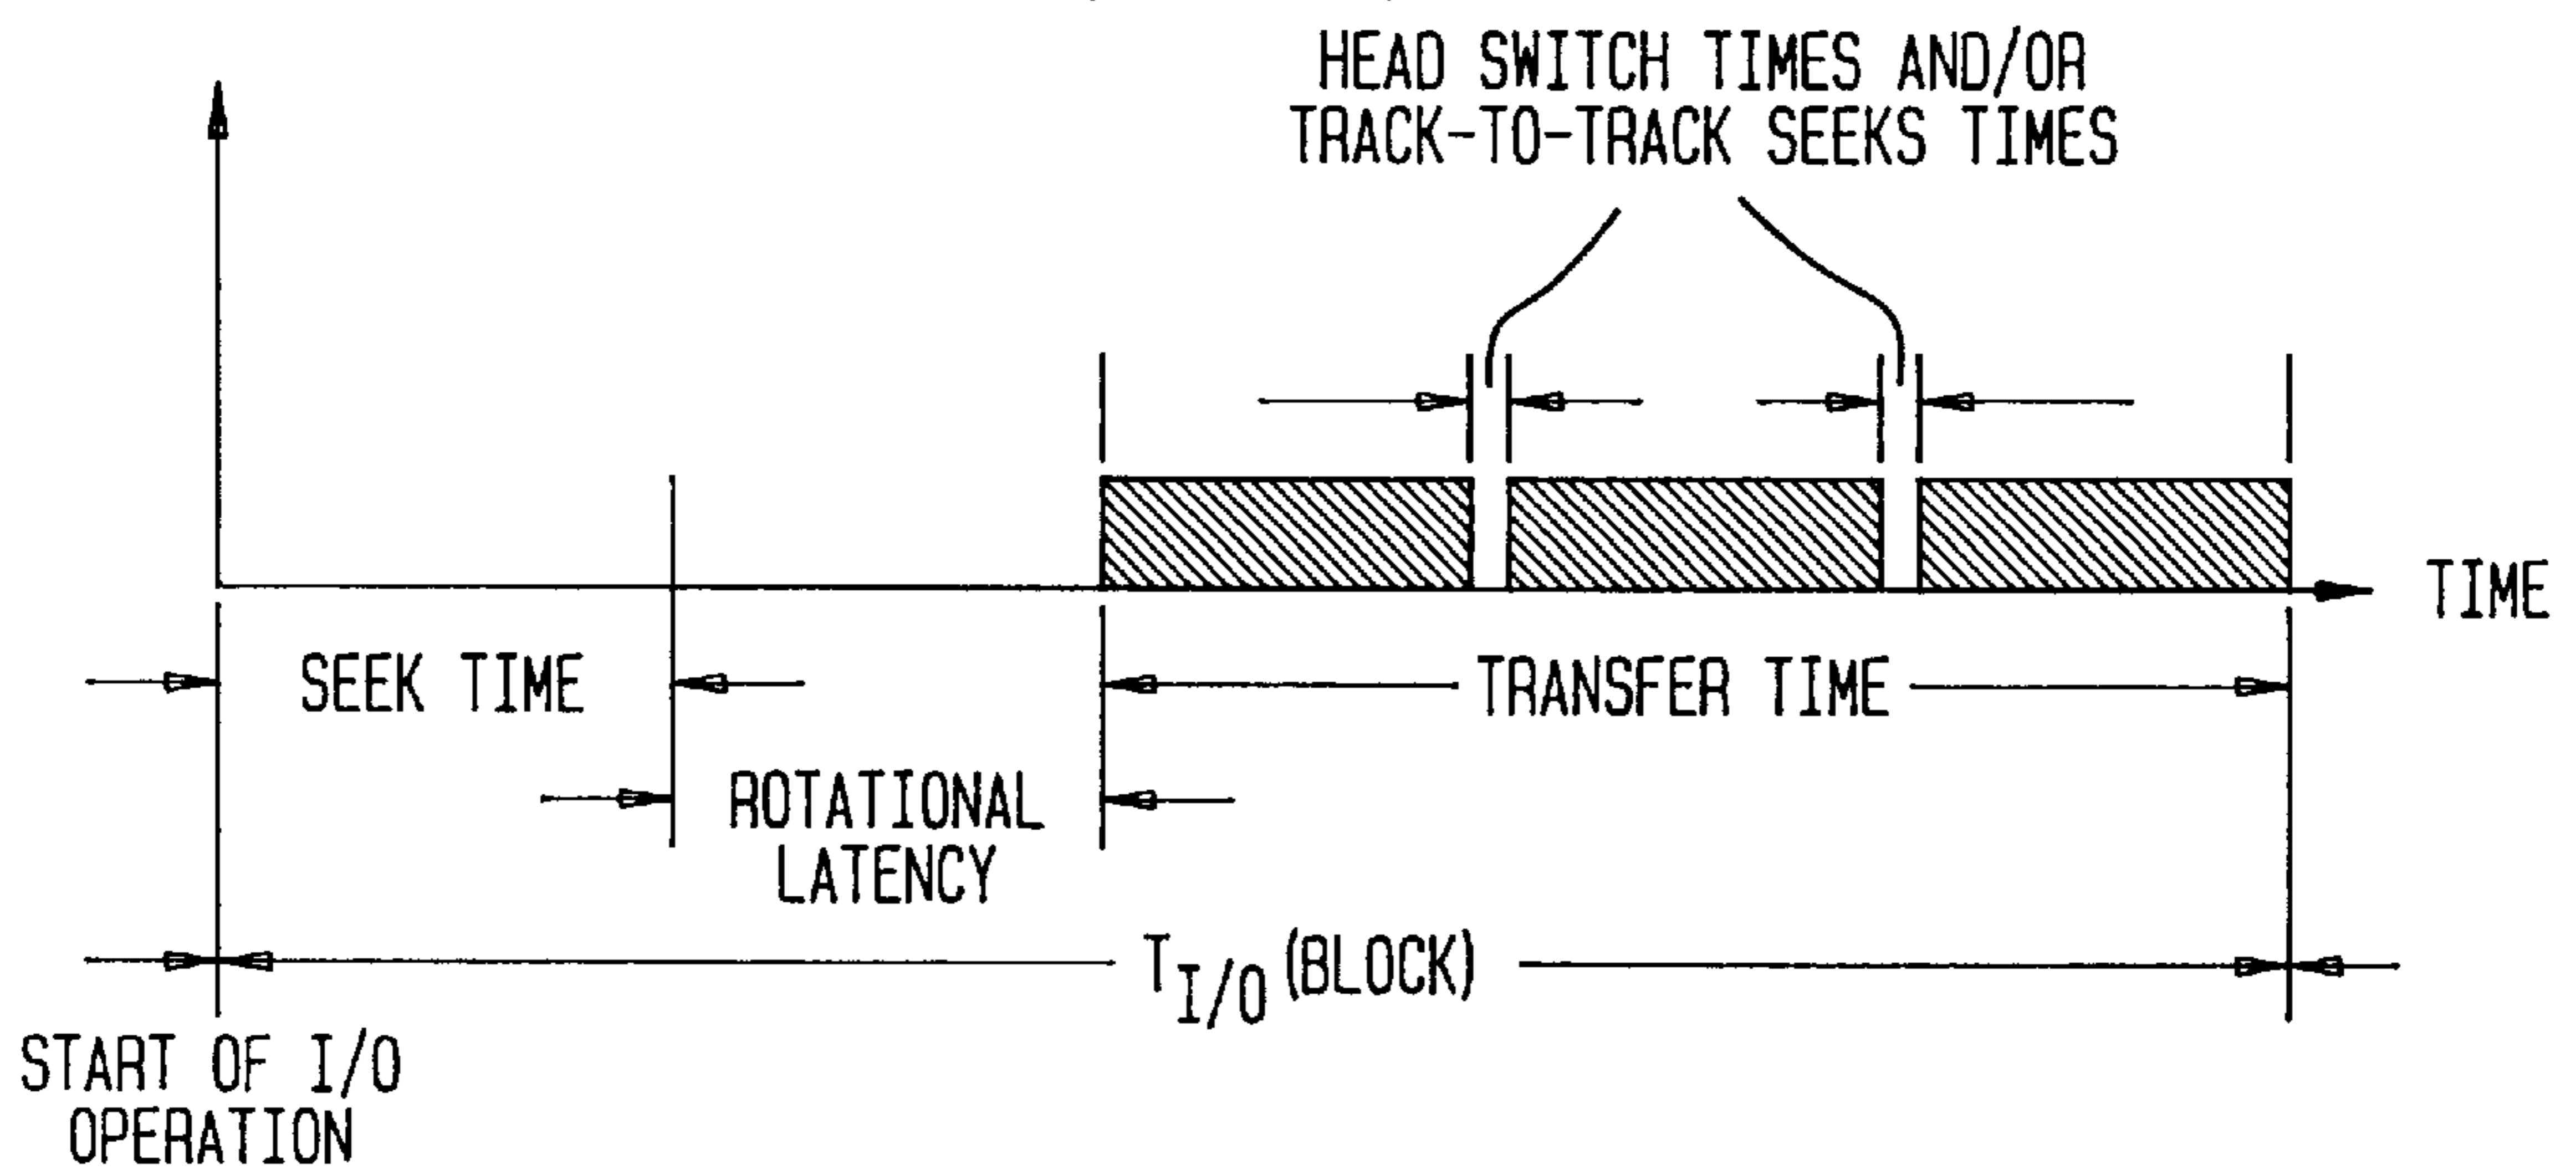 HEAD SWITCH TIMES AND/OR
TRACK-TO-TRACK SEEKS TIMES
TIME
SEEK TIME
TRANSFER TIME
ROTATIONAL
LATENCY
T I/O (BLOCK)
START OF I/O
OPERATION